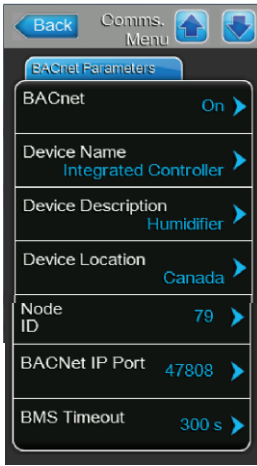 Back
Comms.
Menu
BACnet Parameters
BACnet
On
Device Name
Integrated Controller
Device Description
Humidifier
Device Location
Canada
Node
ID
79
BACNet IP Port
47808
BMS Timeout
300 s